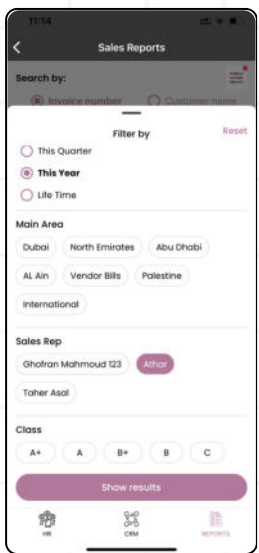 11:14
Sales Reports
Search by:
Invoice number Customer name
Filter by Reset
This Quarter
This Year
Life Time
Main Area
Dubai North Emirates Abu Dhabi
AL Ain Vendor Bills Palestine
International
Sales Rep
Ghofran Mahmoud 123 Athar
Taher Asal
Class
A+ A B+ B C
Show results
HR CRM REPORTS